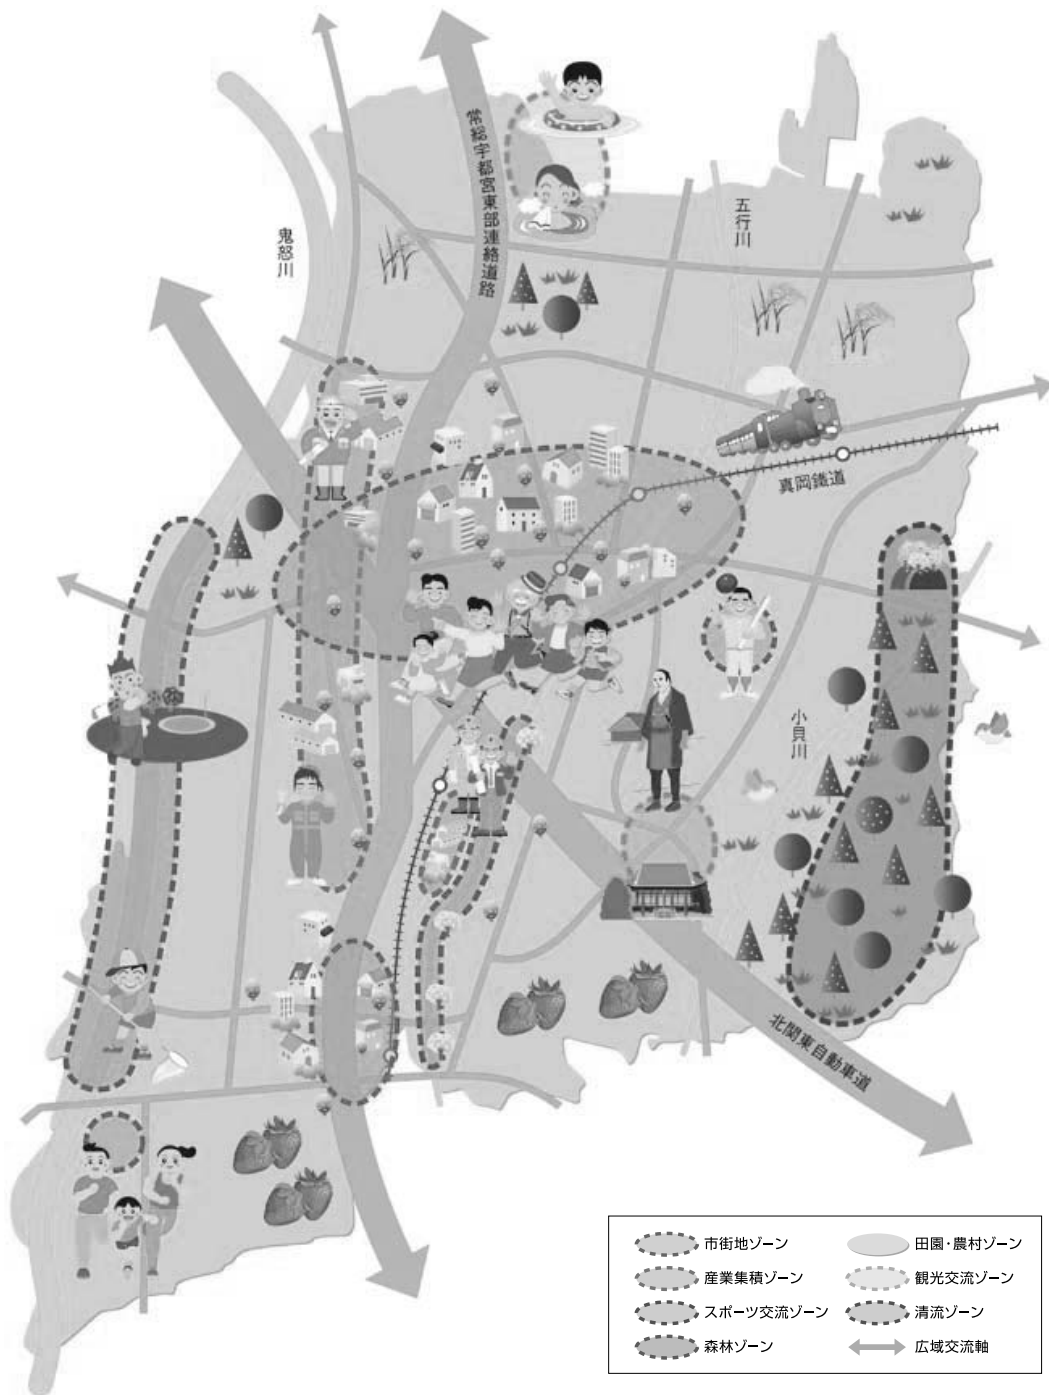 常総宇都宮東部連絡道路
鬼怒川
五行川
真岡鐵道
小貝川
北関東自動車道
市街地ゾーン
産業集積ゾーン
スポーツ交流ゾーン
森林ゾーン
田園・農村ゾーン
観光交流ゾーン
清流ゾーン
広域交流軸